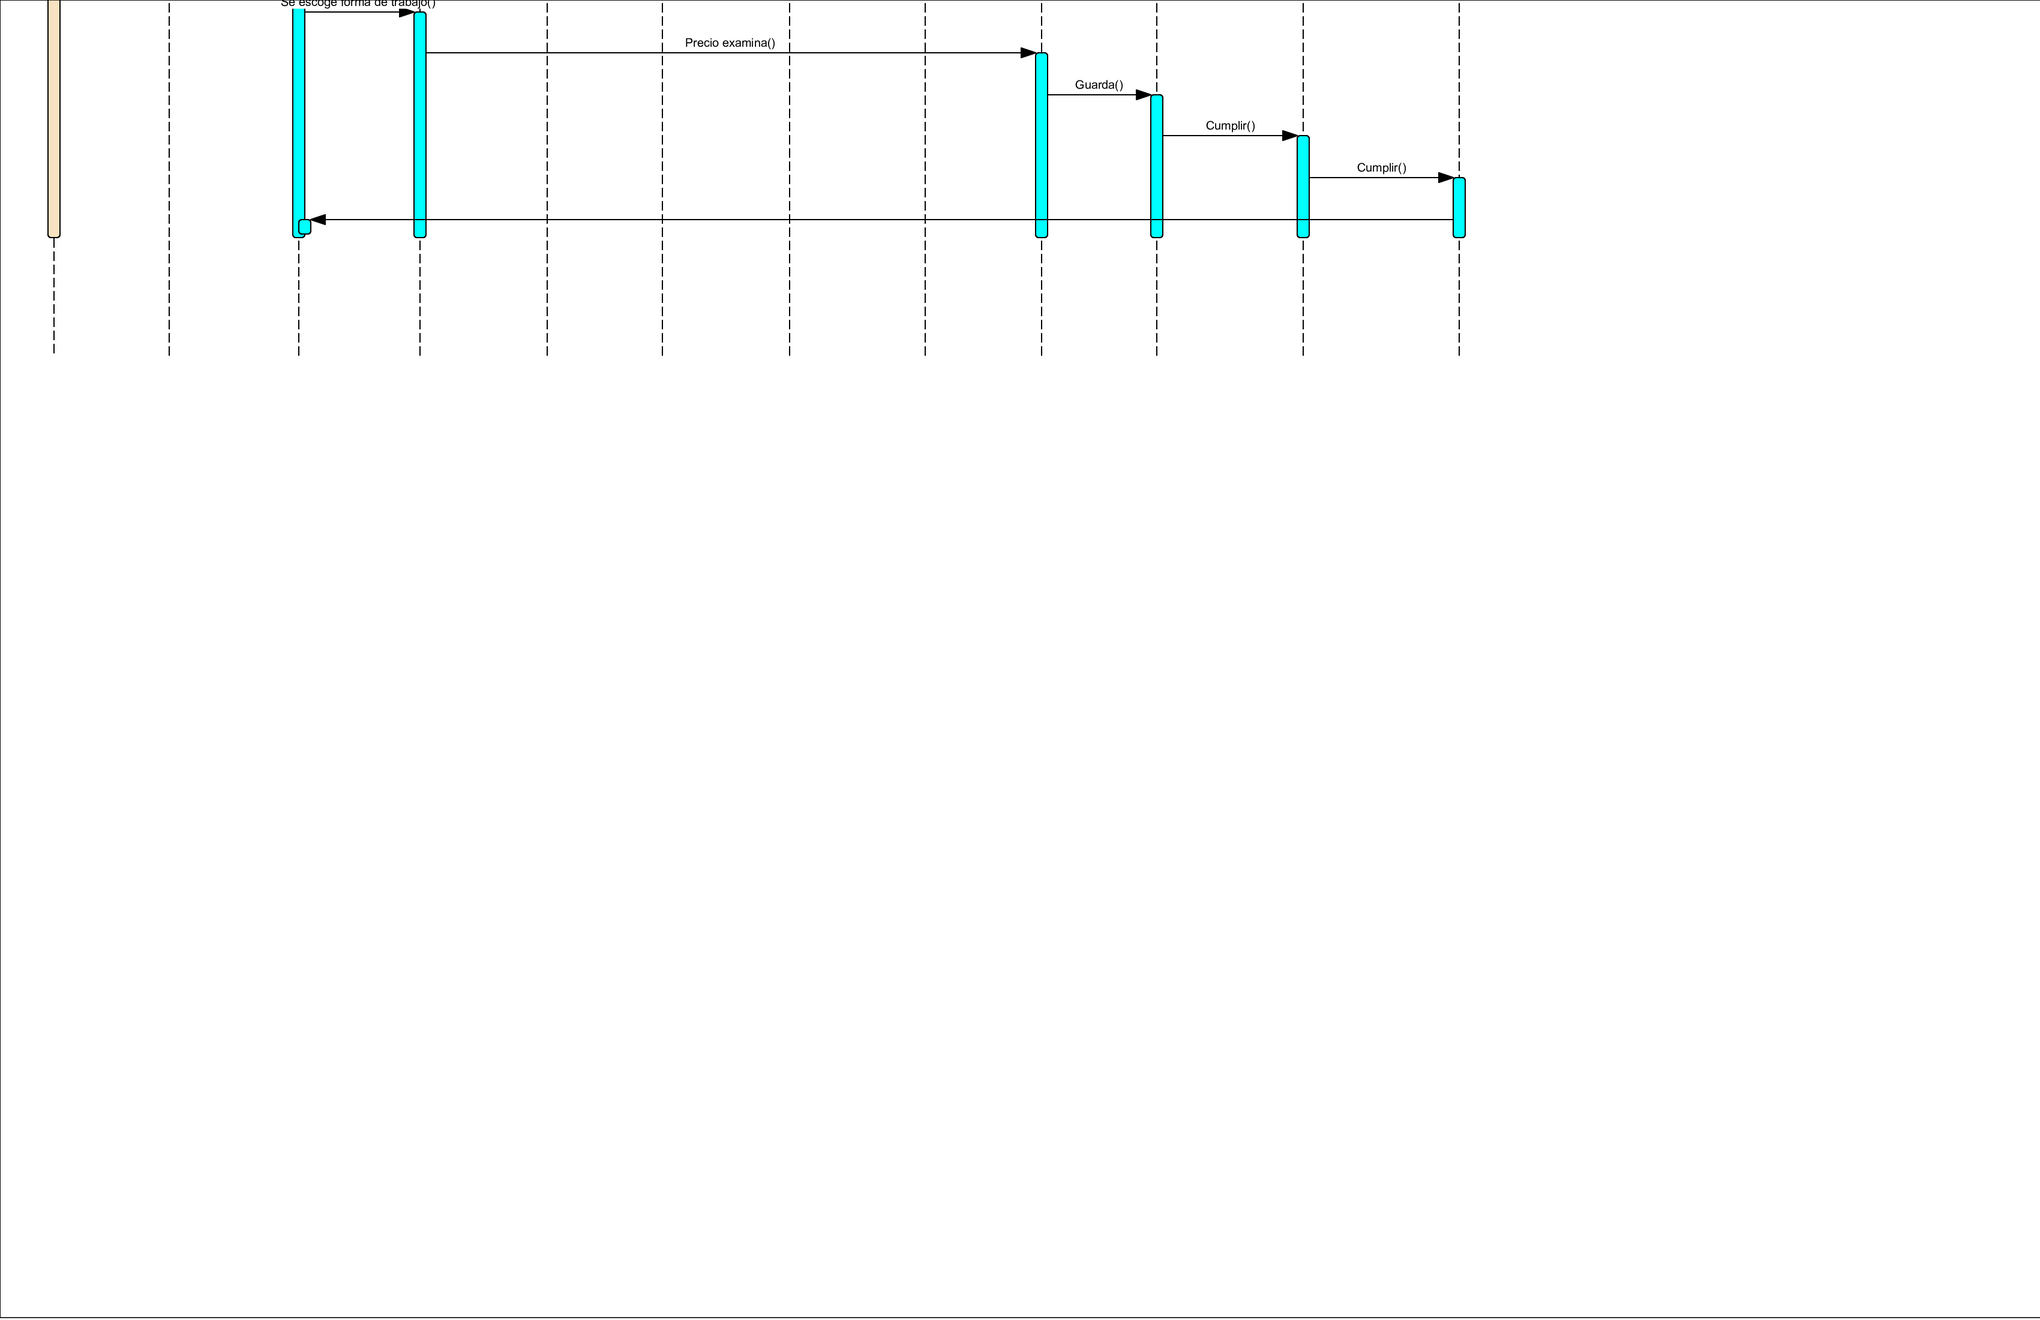 Se escoge forma de trabajo()
Precio examina()
Guarda()
Cumplir()
Cumplir()